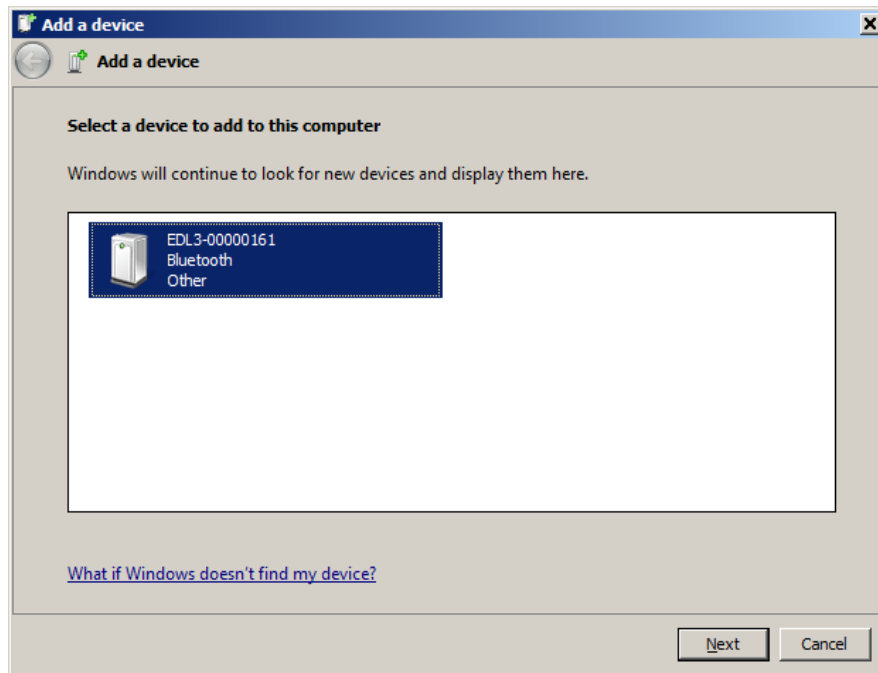 Add a device
Add a device
Select a device to add to this computer
Windows will continue to look for new devices and display them here.
EDL3-00000161
Bluetooth
Other
What if Windows doesn't find my device?
Next Cancel